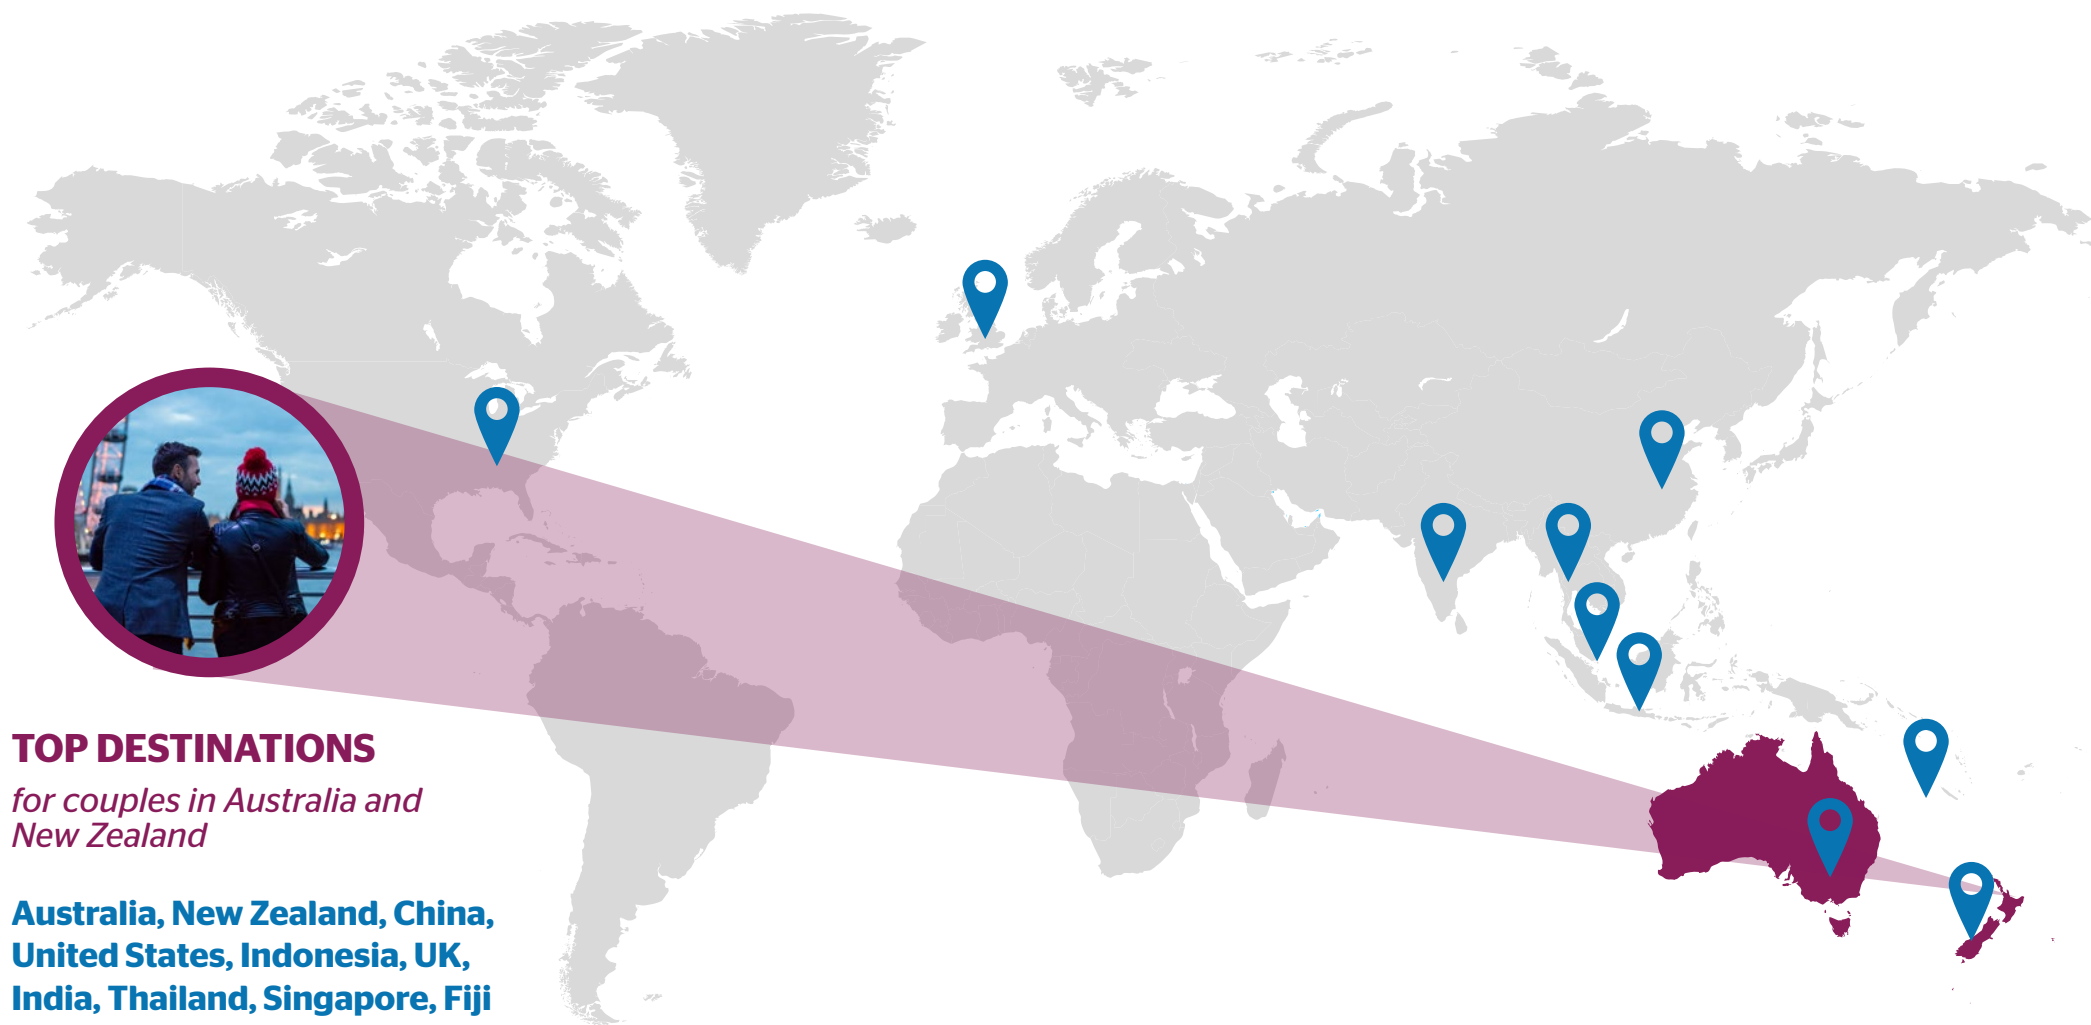 TOP DESTINATIONS
for couples in Australia and
New Zealand
Australia, New Zealand, China,
United States, Indonesia, UK,
India, Thailand, Singapore, Fiji